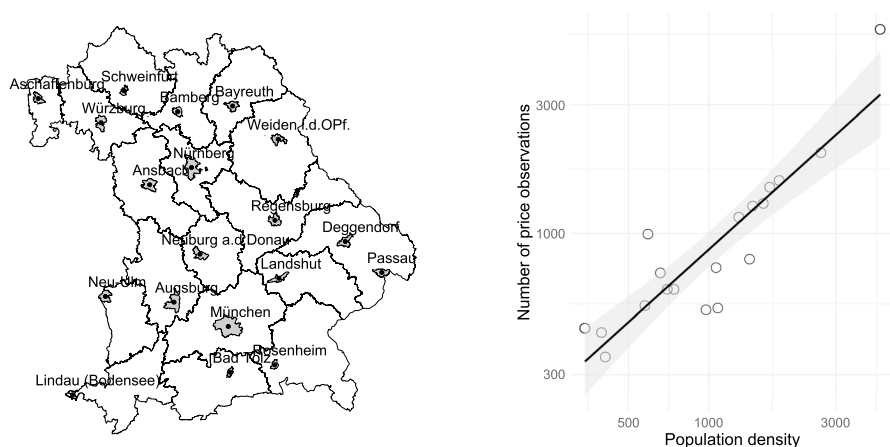 Aschaffenburg
Schweinfurt
Bamberg
Bayreuth
Würzburg
Weiden i.d.OPf.
Nürnberg
Ansbach
Regensburg
Deggendorf
Neuburg a.d.Donau
Passau
Landshut
Neu-Ulm
Augsburg
München
Rosenheim
Bad Tölz
Lindau (Bodensee)
Number of price observations
3000
1000
300
500
1000
3000
Population density